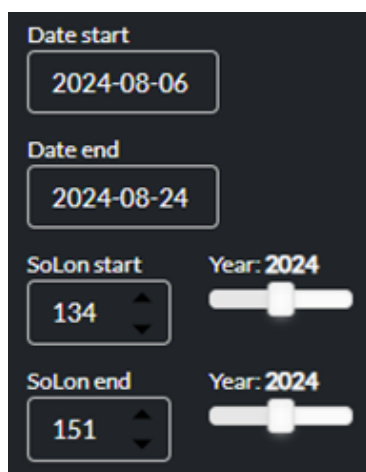 Date start
2024-08-06
Date end
2024-08-24
SoLon start Year: 2024
134
SoLon end Year: 2024
151